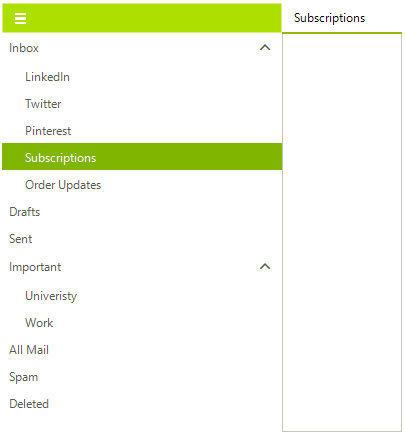 Subscriptions
Inbox
LinkedIn
Twitter
Pinterest
Subscriptions
Order Updates
Drafts
Sent
Important
Univeristy
Work
All Mail
Spam
Deleted